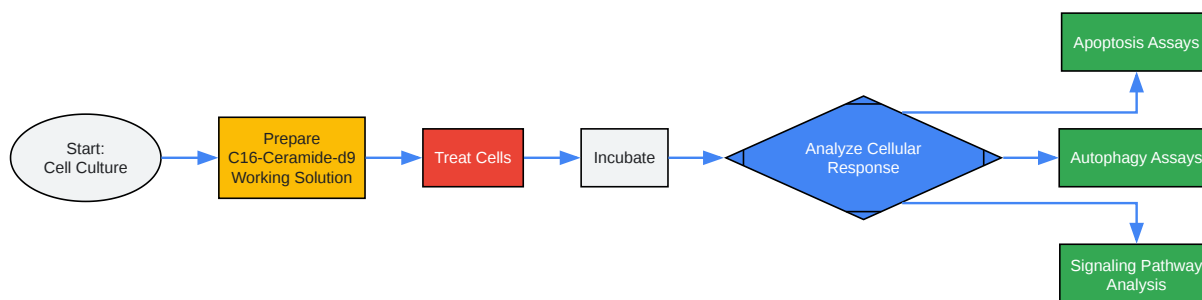 Start:
Cell Culture
Prepare
C16-Ceramide-d9
Working Solution
Treat Cells
Incubate
Analyze Cellular
Response
Apoptosis Assays
Autophagy Assays
Signaling Pathway
Analysis